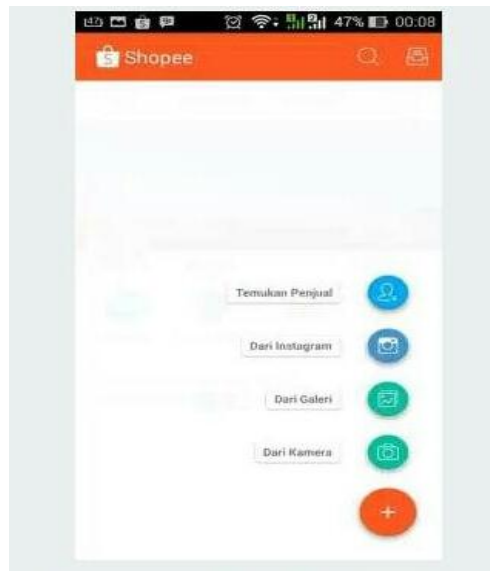 47% 00:08
Shopee
Temukan Penjual
Dari Instagram
Dari Galeri
Dari Kamera